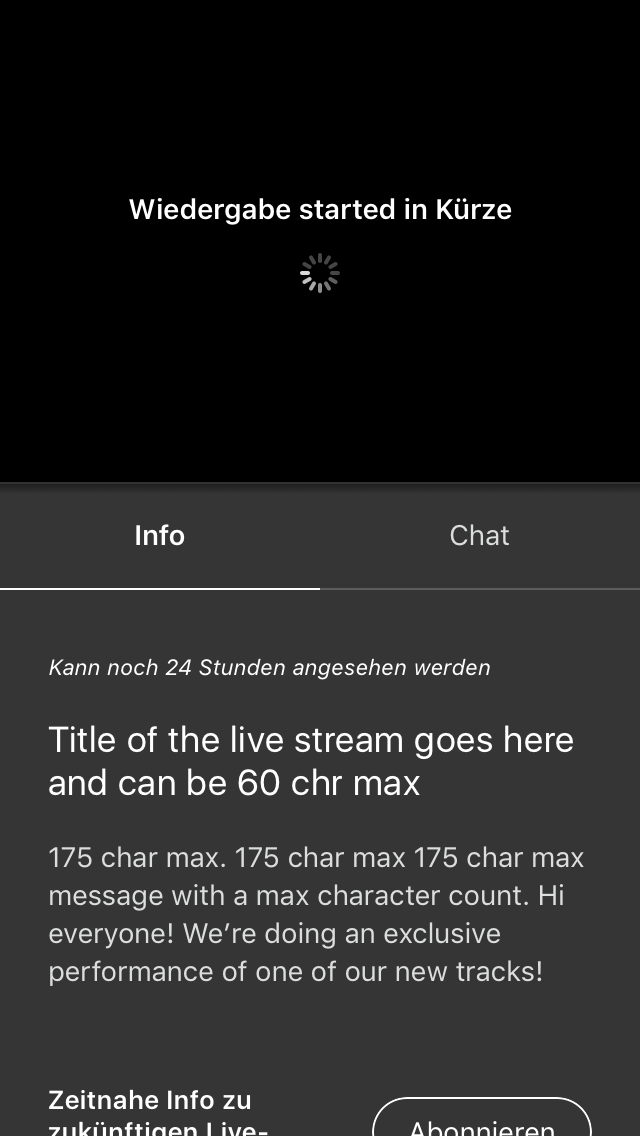 Wiedergabe started in Kürze
Info
Chat
Kann noch 24 Stunden angesehen werden
Title of the live stream goes here
and can be 60 chr max
175 char max. 175 char max 175 char max
message with a max character count. Hi
everyone! We’re doing an exclusive
performance of one of our new tracks!
Zeitnahe Info zu
zukünftigen Live-
Abonnieren